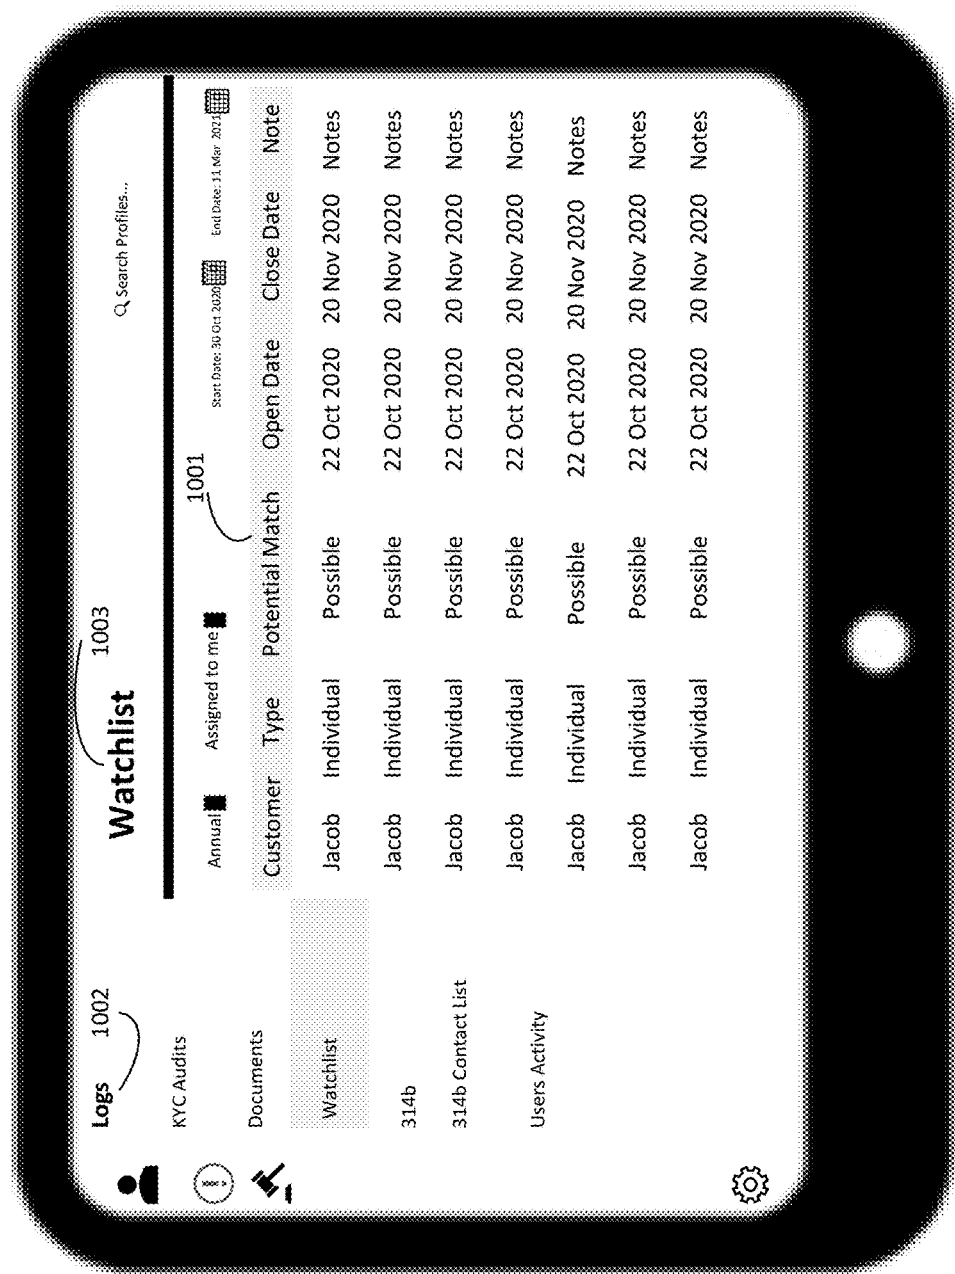 Logs 1002
KYC Audits
Documents
Watchlist
314b
314b Contact List
Users Activity
Watchlist 1003
Search Profiles...
Annual Assigned to me 1001 Start Date: 30 Oct 2020 End Date: 11 Mar 2021
Customer Type Potential Match Open Date Close Date Note
Jacob Individual Possible 22 Oct 2020 20 Nov 2020 Notes
Jacob Individual Possible 22 Oct 2020 20 Nov 2020 Notes
Jacob Individual Possible 22 Oct 2020 20 Nov 2020 Notes
Jacob Individual Possible 22 Oct 2020 20 Nov 2020 Notes
Jacob Individual Possible 22 Oct 2020 20 Nov 2020 Notes
Jacob Individual Possible 22 Oct 2020 20 Nov 2020 Notes
Jacob Individual Possible 22 Oct 2020 20 Nov 2020 Notes